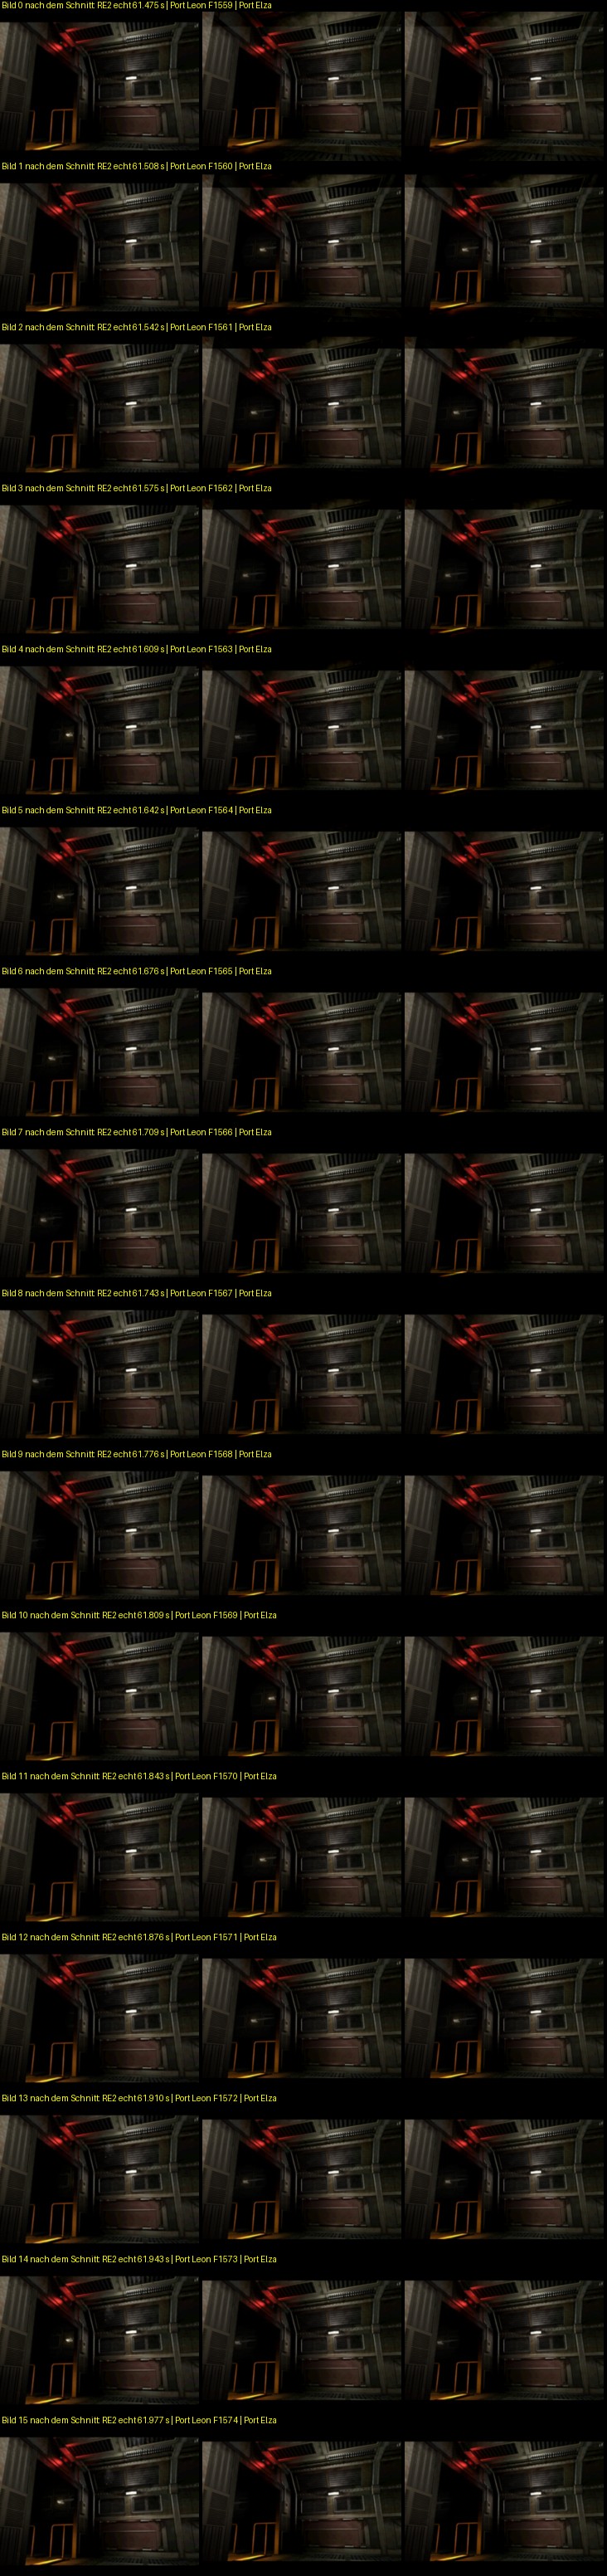 Bild 0 nach dem Schnitt: RE2 echt 61.475 s | Port Leon F1559 | Port Elza
Bild 1 nach dem Schnitt: RE2 echt 61.508 s | Port Leon F1560 | Port Elza
Bild 2 nach dem Schnitt: RE2 echt 61.542 s | Port Leon F1561 | Port Elza
Bild 3 nach dem Schnitt: RE2 echt 61.575 s | Port Leon F1562 | Port Elza
Bild 4 nach dem Schnitt: RE2 echt 61.609 s | Port Leon F1563 | Port Elza
Bild 5 nach dem Schnitt: RE2 echt 61.642 s | Port Leon F1564 | Port Elza
Bild 6 nach dem Schnitt: RE2 echt 61.676 s | Port Leon F1565 | Port Elza
Bild 7 nach dem Schnitt: RE2 echt 61.709 s | Port Leon F1566 | Port Elza
Bild 8 nach dem Schnitt: RE2 echt 61.743 s | Port Leon F1567 | Port Elza
Bild 9 nach dem Schnitt: RE2 echt 61.776 s | Port Leon F1568 | Port Elza
Bild 10 nach dem Schnitt: RE2 echt 61.809 s | Port Leon F1569 | Port Elza
Bild 11 nach dem Schnitt: RE2 echt 61.843 s | Port Leon F1570 | Port Elza
Bild 12 nach dem Schnitt: RE2 echt 61.876 s | Port Leon F1571 | Port Elza
Bild 13 nach dem Schnitt: RE2 echt 61.910 s | Port Leon F1572 | Port Elza
Bild 14 nach dem Schnitt: RE2 echt 61.943 s | Port Leon F1573 | Port Elza
Bild 15 nach dem Schnitt: RE2 echt 61.977 s | Port Leon F1574 | Port Elza